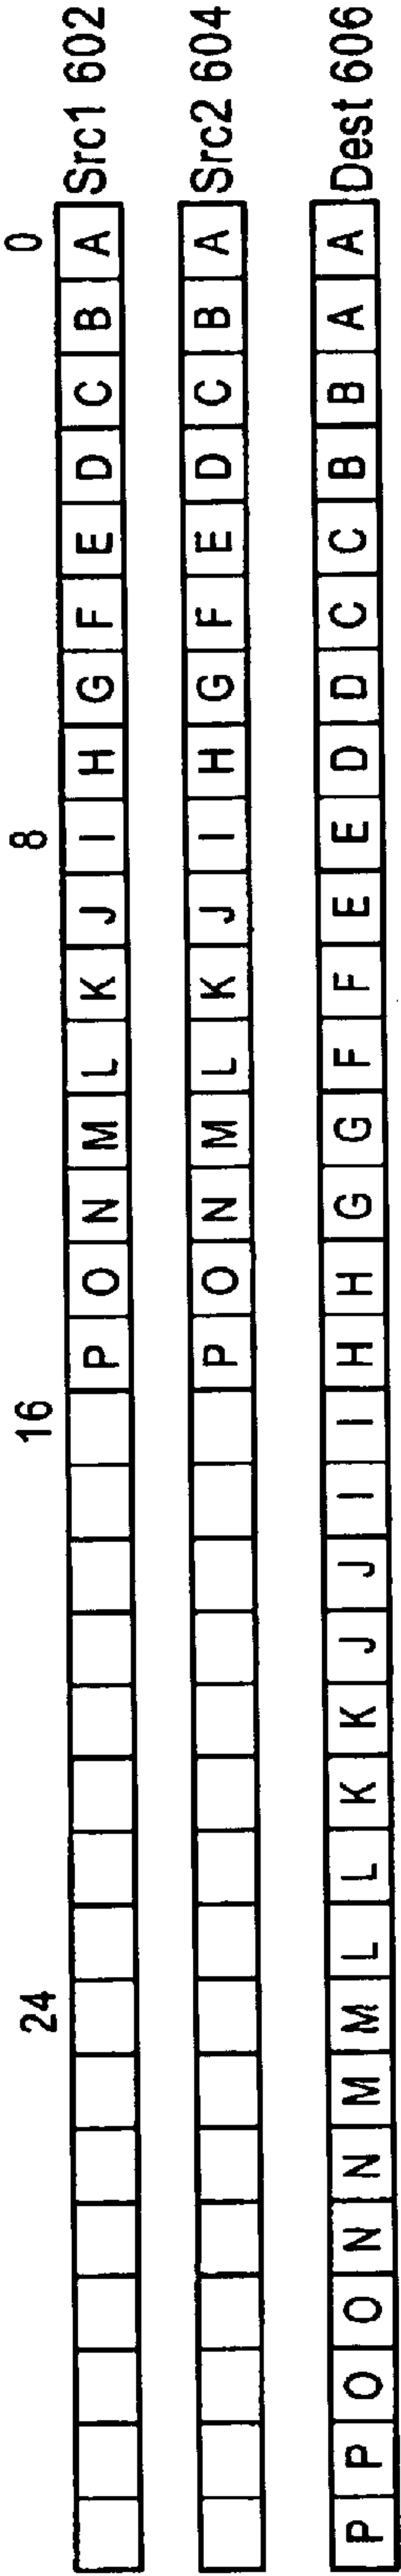 24 16 8 0
P O N M L K J I H G F E D C B A Src1 602
P O N M L K J I H G F E D C B A Src2 604
P P O O N N M M L L K K J J I I H H G G F F E E D D C C B B A A Dest 606